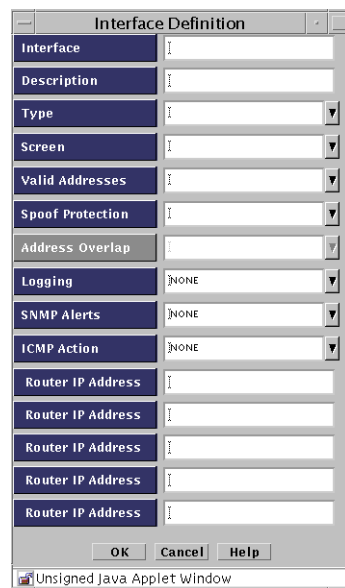 Interface Definition
Interface
Description
Type
Screen
Valid Addresses
Spoof Protection
Address Overlap
Logging NONE
SNMP Alerts NONE
ICMP Action NONE
Router IP Address
Router IP Address
Router IP Address
Router IP Address
Router IP Address
OK Cancel Help
Unsigned Java Applet Window